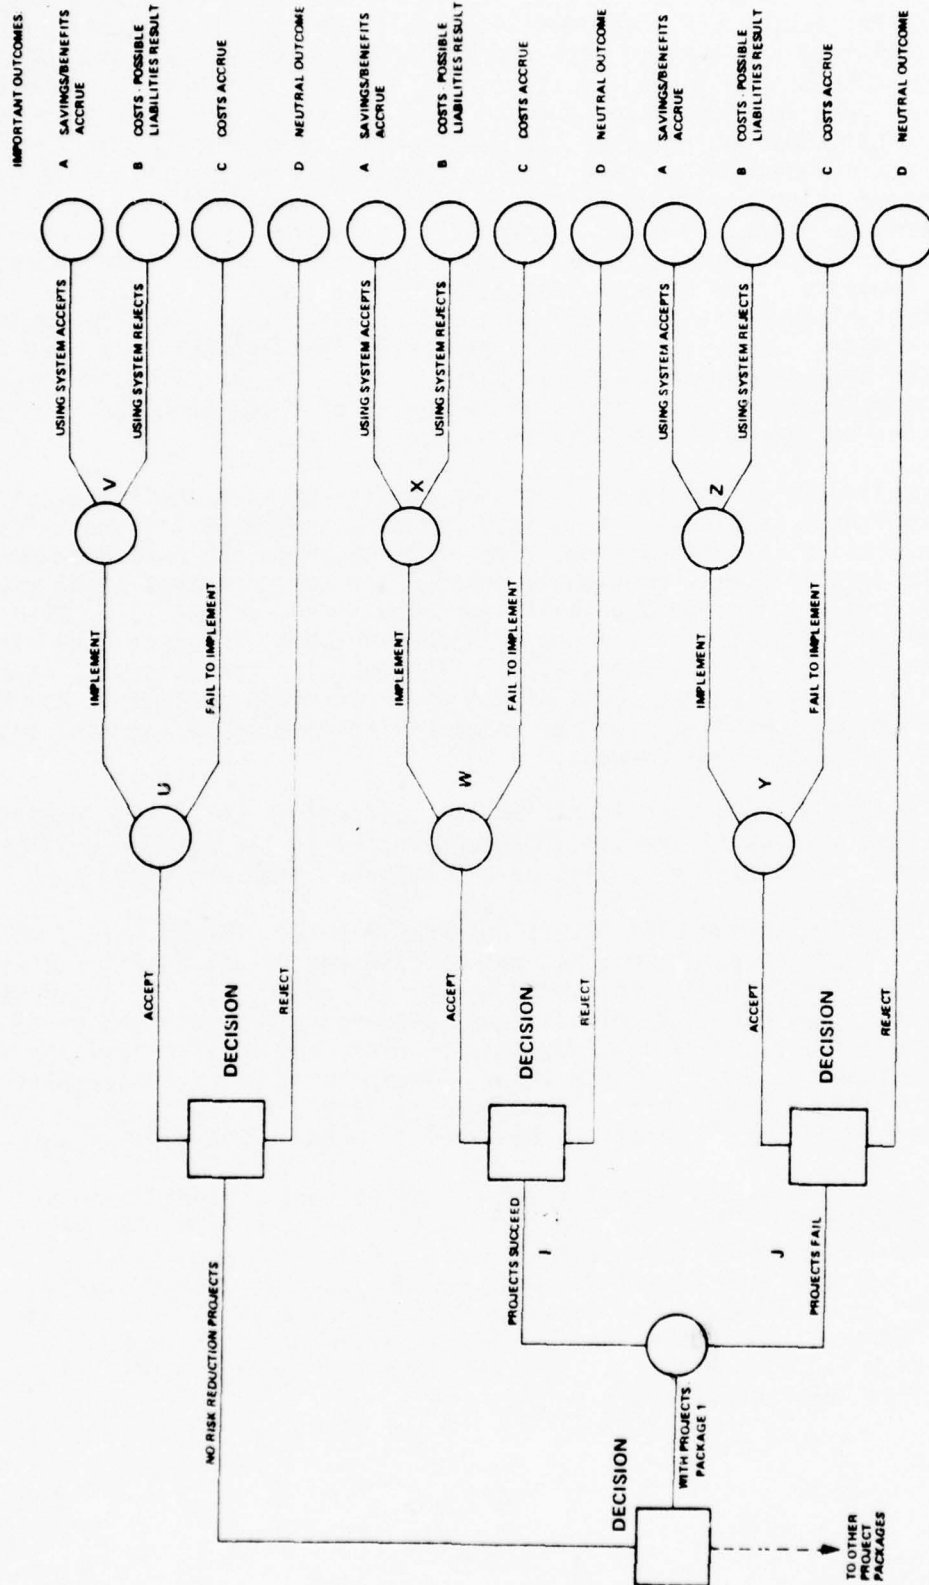 IMPORTANT OUTCOMES:
A SAVINGS/BENEFITS
ACCRUE
B COSTS - POSSIBLE
LIABILITIES RESULT
C COSTS ACCRUE
D NEUTRAL OUTCOME
A SAVINGS/BENEFITS
ACCRUE
B COSTS - POSSIBLE
LIABILITIES RESULT
C COSTS ACCRUE
D NEUTRAL OUTCOME
A SAVINGS/BENEFITS
ACCRUE
B COSTS - POSSIBLE
LIABILITIES RESULT
C COSTS ACCRUE
D NEUTRAL OUTCOME
USING SYSTEM ACCEPTS
USING SYSTEM REJECTS
V
IMPLEMENT
FAIL TO IMPLEMENT
U
ACCEPT
DECISION
REJECT
NO RISK REDUCTION PROJECTS
USING SYSTEM ACCEPTS
USING SYSTEM REJECTS
X
IMPLEMENT
FAIL TO IMPLEMENT
W
ACCEPT
DECISION
REJECT
PROJECTS SUCCEED
I
USING SYSTEM ACCEPTS
USING SYSTEM REJECTS
Z
IMPLEMENT
FAIL TO IMPLEMENT
Y
ACCEPT
DECISION
REJECT
J
PROJECTS FAIL
DECISION
WITH PROJECTS
PACKAGE 1
TO OTHER
PROJECT
PACKAGES